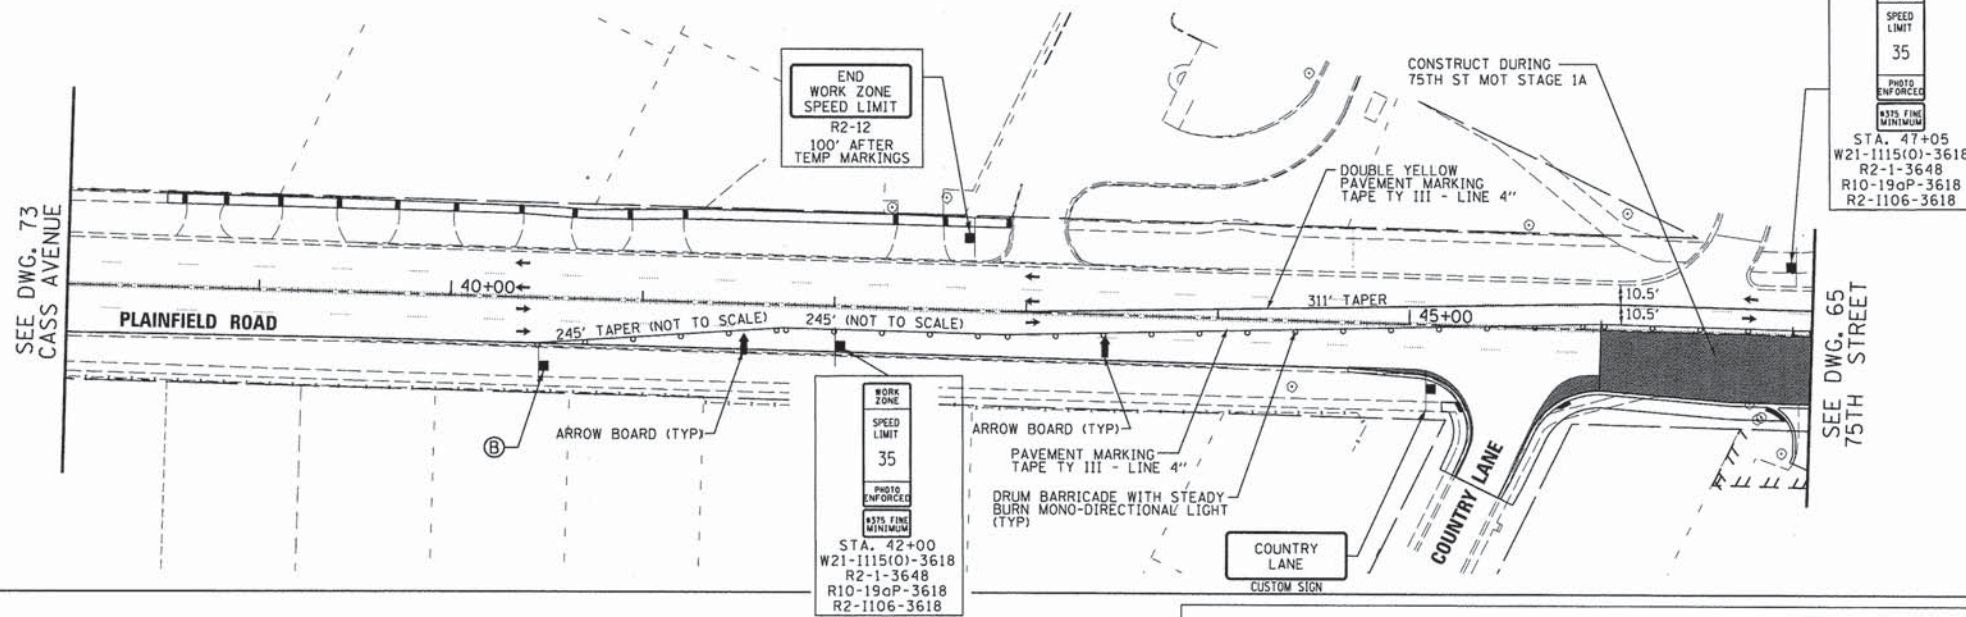 SPEED
LIMIT
35
PHOTO
ENFORCED
$375 FINE
MINIMUM
STA. 47+05
W21-I115(O)-3618
R2-1-3648
R10-19aP-3618
R2-I106-3618
END
WORK ZONE
SPEED LIMIT
R2-12
100' AFTER
TEMP MARKINGS
CONSTRUCT DURING
75TH ST MOT STAGE 1A
DOUBLE YELLOW
PAVEMENT MARKING
TAPE TY III - LINE 4"
SEE DWG. 73
CASS AVENUE
40+00
311' TAPER
10.5'
10.5'
45+00
PLAINFIELD ROAD
245' TAPER (NOT TO SCALE)
245' (NOT TO SCALE)
SEE DWG. 65
75TH STREET
B
ARROW BOARD (TYP)
WORK
ZONE
SPEED
LIMIT
35
PHOTO
ENFORCED
$375 FINE
MINIMUM
STA. 42+00
W21-I115(O)-3618
R2-1-3648
R10-19aP-3618
R2-I106-3618
ARROW BOARD (TYP)
PAVEMENT MARKING
TAPE TY III - LINE 4"
DRUM BARRICADE WITH STEADY
BURN MONO-DIRECTIONAL LIGHT
(TYP)
COUNTRY
LANE
CUSTOM SIGN
COUNTRY LANE